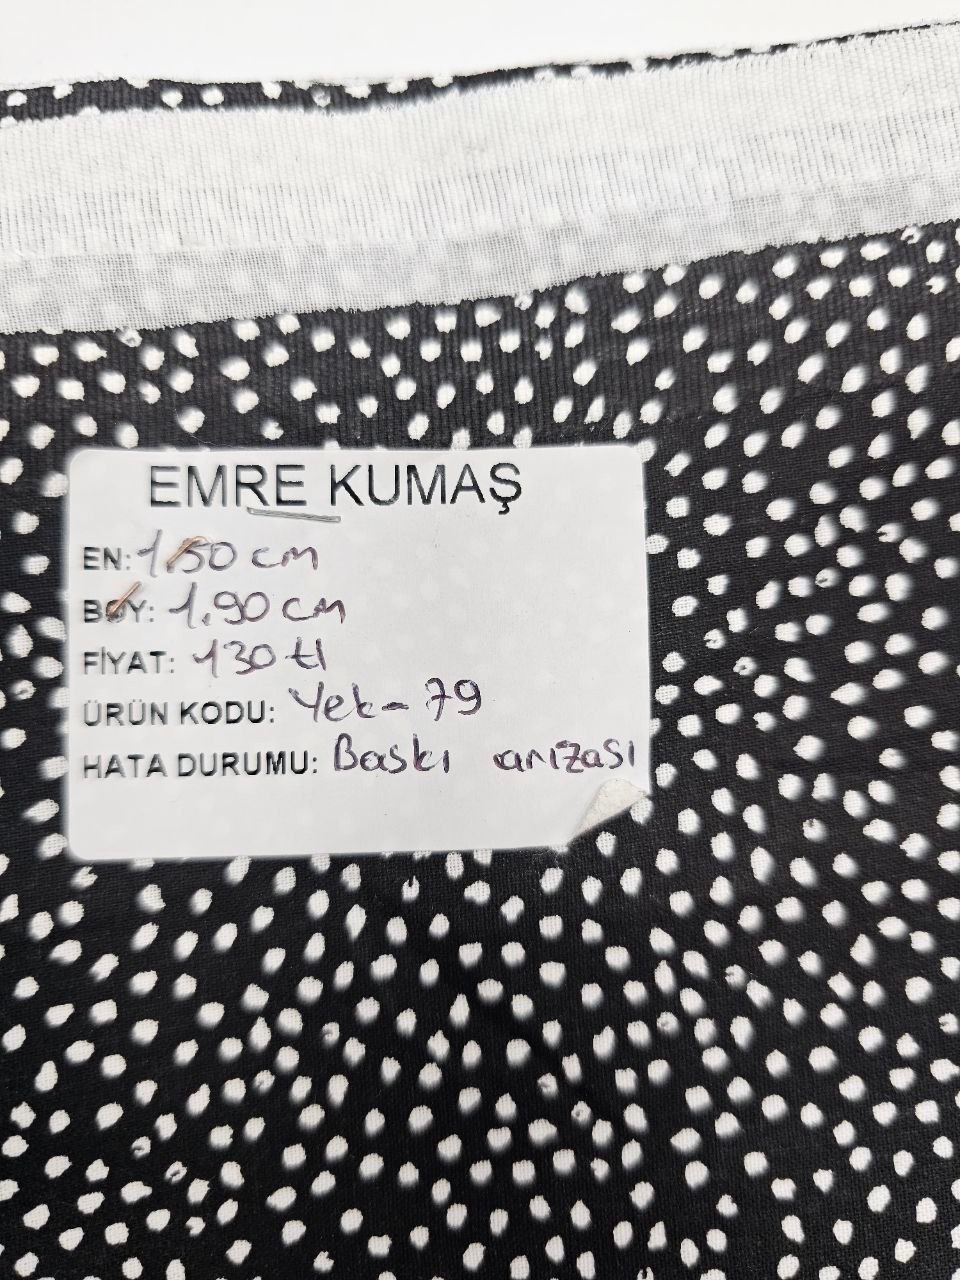 EMRE KUMAŞ
EN: 1.50 cm
BOY: 1.90 cm
FİYAT: 130 tl
ÜRÜN KODU: Yek-79
HATA DURUMU: Baskı arızası